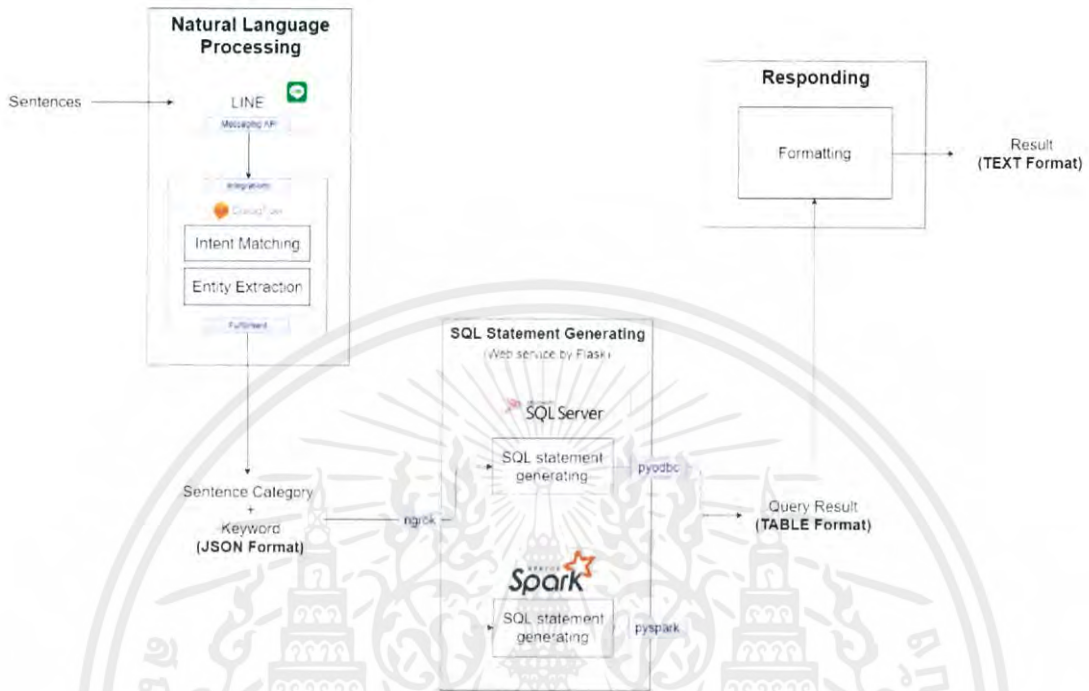 Natural Language
Processing
Sentences
LINE
Messaging API
Integrations
Dialogflow
Intent Matching
Entity Extraction
Fulfillment
Sentence Category
+
Keyword
(JSON Format)
ngrok
SQL Statement Generating
(Web service by Flask)
SQL Server
SQL statement
generating
pyodbc
APACHE
Spark
SQL statement
generating
pyspark
Query Result
(TABLE Format)
Responding
Formatting
Result
(TEXT Format)